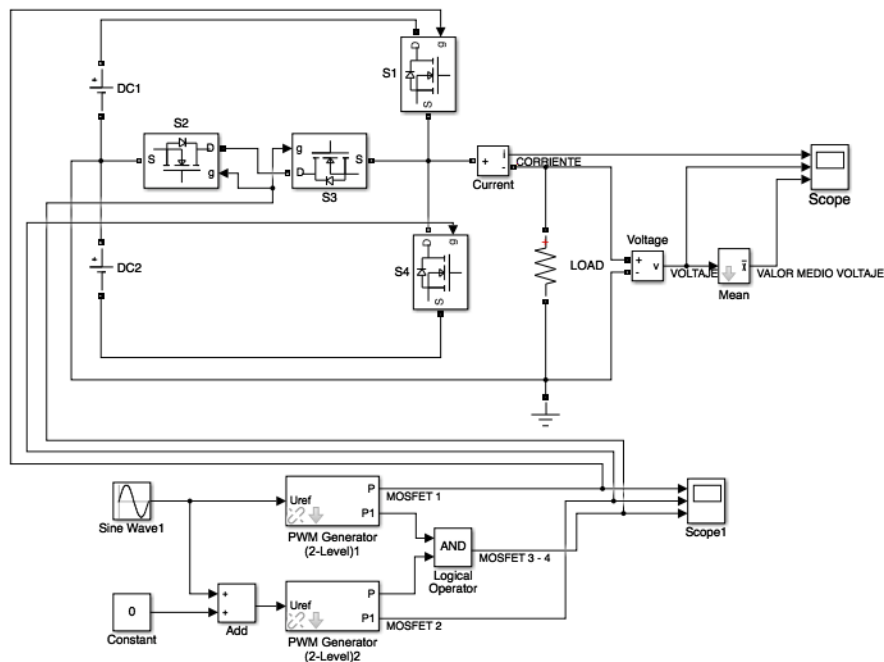 D
g
S1
S
DC1
S2
S
D
g
g
D
S
S3
+
i
-
CORRIENTE
Current
Scope
D
g
S4
S
DC2
+
LOAD
Voltage
+
-
v
VOLTAJE
Mean
VALOR MEDIO VOLTAJE
Sine Wave1
Uref
P
P1
MOSFET 1
PWM Generator
(2-Level)1
AND
Logical
Operator
MOSFET 3 - 4
Scope1
0
Constant
+
+
Add
Uref
P
P1
MOSFET 2
PWM Generator
(2-Level)2